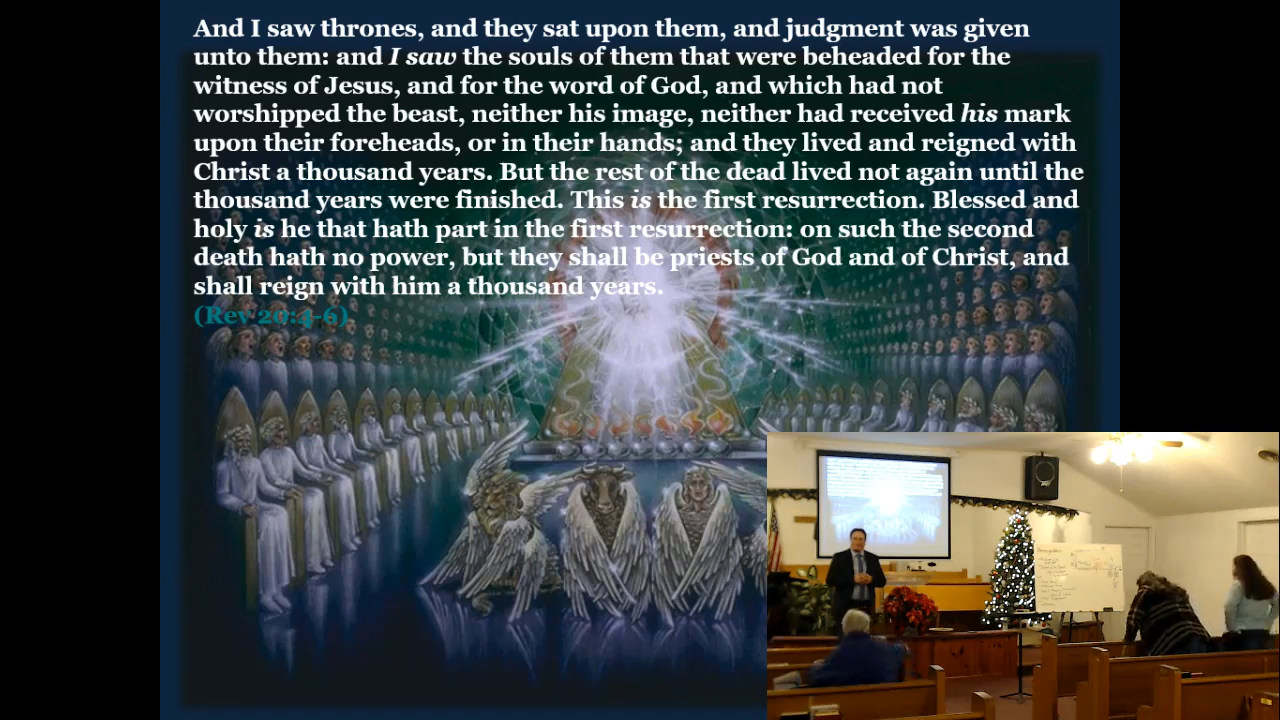 And I saw thrones, and they sat upon them, and judgment was given
unto them: and I saw the souls of them that were beheaded for the
witness of Jesus, and for the word of God, and which had not
worshipped the beast, neither his image, neither had received his mark
upon their foreheads, or in their hands; and they lived and reigned with
Christ a thousand years. But the rest of the dead lived not again until the
thousand years were finished. This is the first resurrection. Blessed and
holy is he that hath part in the first resurrection: on such the second
death hath no power, but they shall be priests of God and of Christ, and
shall reign with him a thousand years.
(Rev 20:4-6)